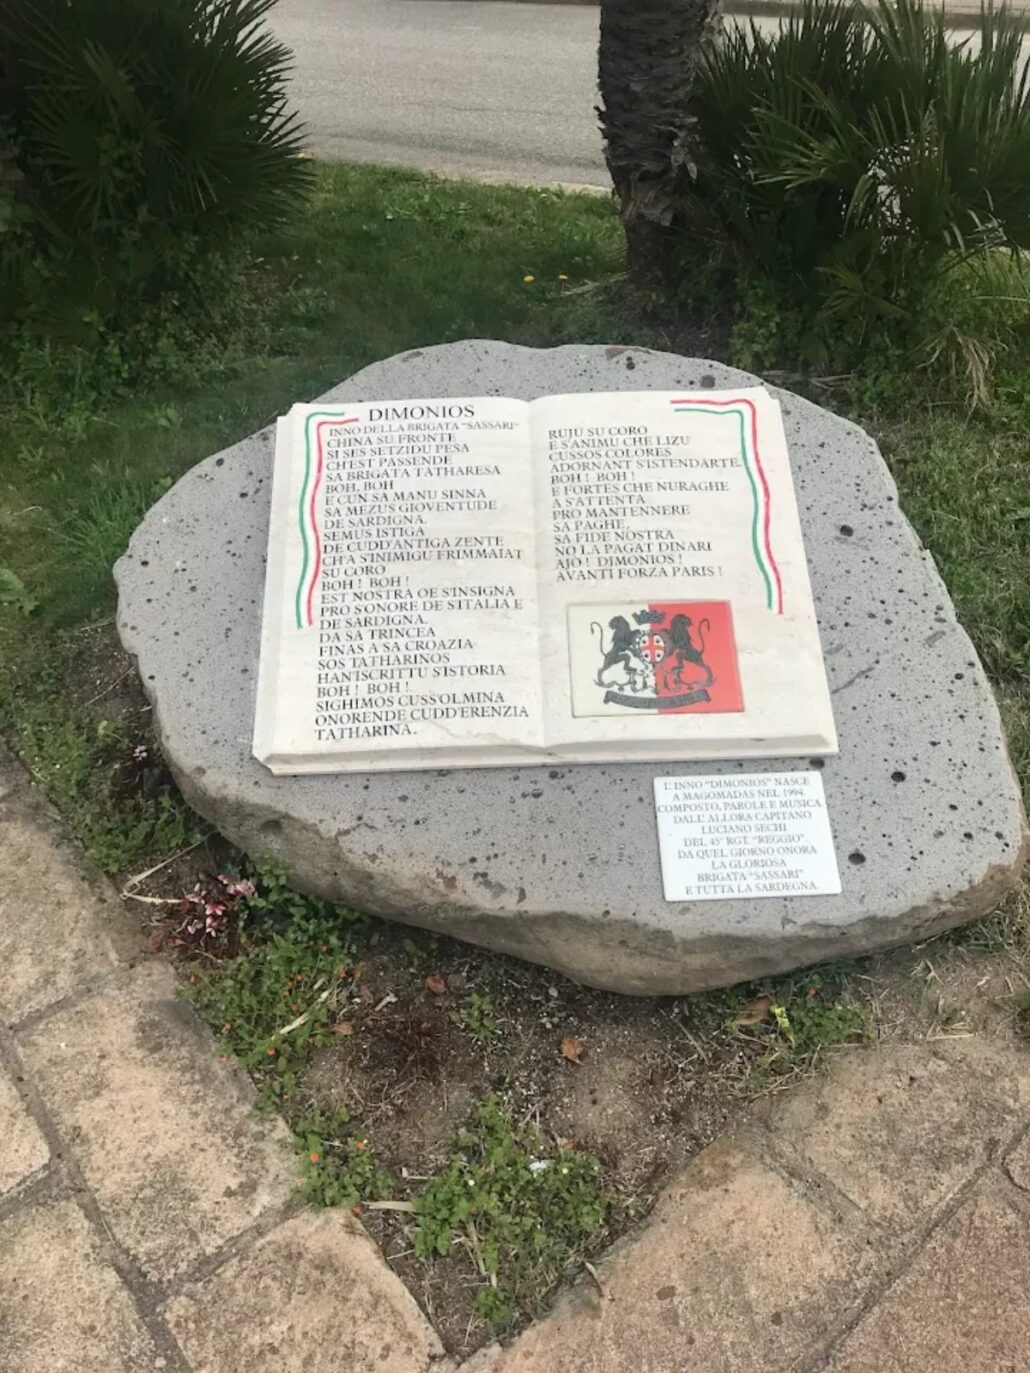 DIMONIOS
INNO DELLA BRIGATA "SASSARI"
CHINA SU FRONTE
SI SES SETZIDU PESA
CH'EST PASSENDE
SA BRIGATA TATHARESA
BOH, BOH
E CUN SA MANU SINNA
SA MEZUS GIOVENTUDE
DE SARDIGNA.
SEMUS ISTIGA
DE CUDD'ANTIGA ZENTE
CH'A S'INIMIGU FRIMMAIAT
SU CORO
BOH ! BOH !
EST NOSTRA OE S'INSIGNA
PRO S'ONORE DE S'ITALIA E
DE SARDIGNA.
DA SA TRINCEA
FINAS A SA CROAZIA
SOS TATHARINOS
HAN'ISCRITTU S'ISTORIA
BOH ! BOH !
SIGHIMOS CUSS'OLMINA
ONORENDE CUDD'ERENZIA
TATHARINA.
RUJU SU CORO
E S'ANIMU CHE LIZU
CUSSOS COLORES
ADORNANT S'ISTENDARTE.
BOH ! BOH !
E FORTES CHE NURAGHE
A S'ATTENTA
PRO MANTENNERE
SA PAGHE.
SA FIDE NOSTRA
NO LA PAGAT DINARI
AJO ! DIMONIOS !
AVANTI FORZA PARIS !
L' INNO "DIMONIOS" NASCE
A MAGOMADAS NEL 1994.
COMPOSTO, PAROLE E MUSICA
DALL' ALLORA CAPITANO
LUCIANO SECHI
DEL 45° RGT. "REGGIO".
DA QUEL GIORNO ONORA
LA GLORIOSA
BRIGATA "SASSARI"
E TUTTA LA SARDEGNA.